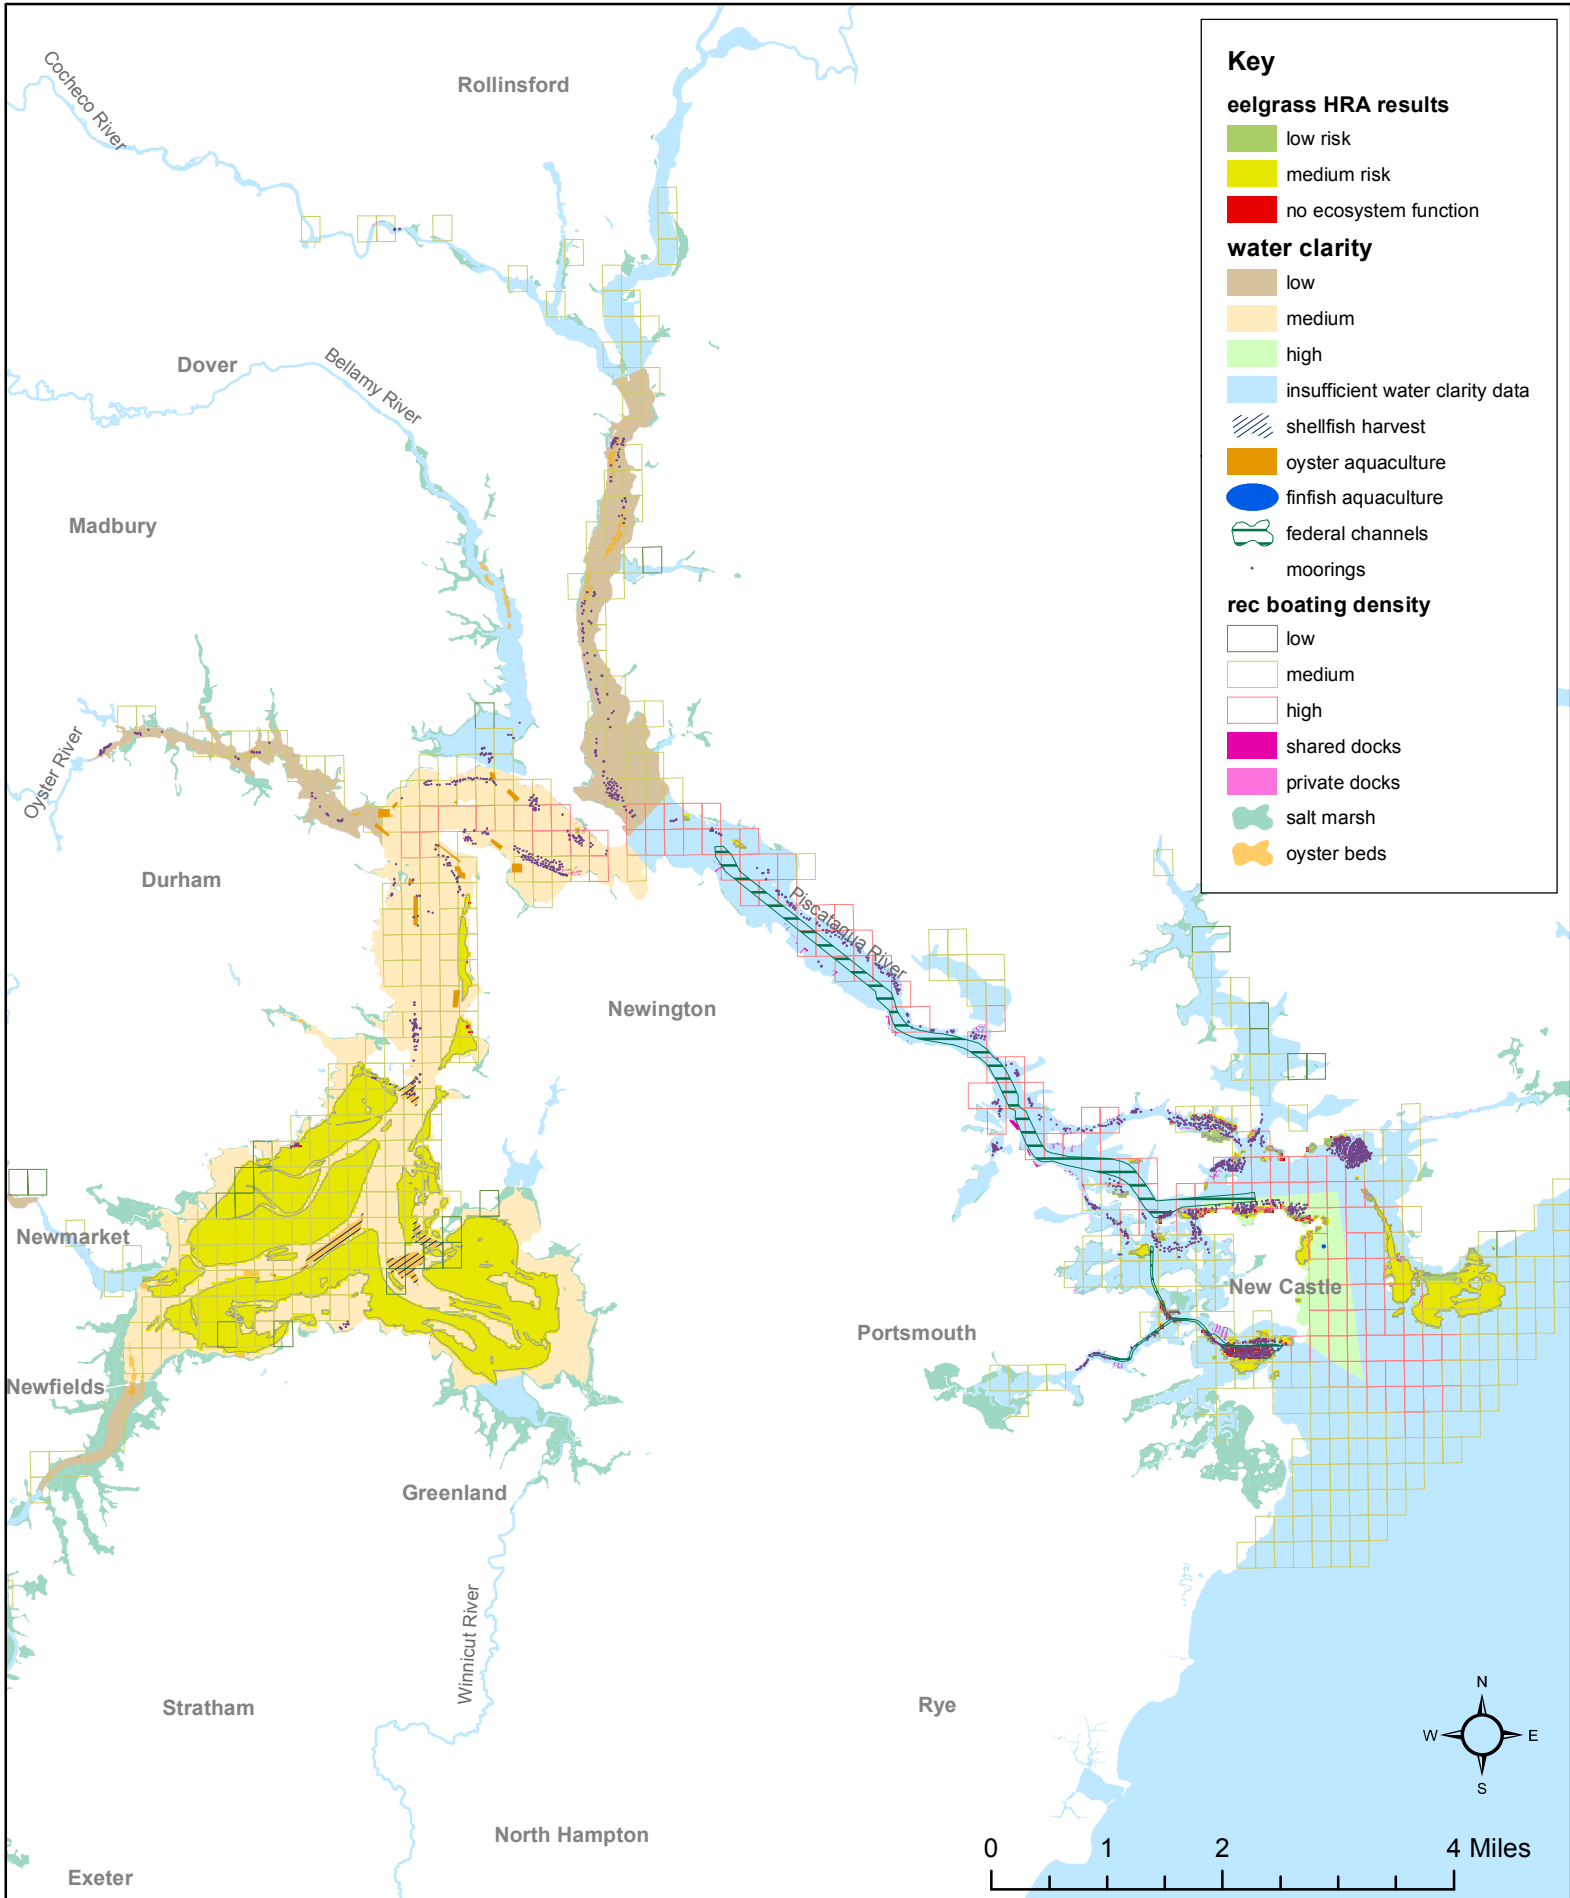 Key
eelgrass HRA results
low risk
medium risk
no ecosystem function
water clarity
low
medium
high
insufficient water clarity data
shellfish harvest
oyster aquaculture
finfish aquaculture
federal channels
moorings
rec boating density
low
medium
high
shared docks
private docks
salt marsh
oyster beds
Rollinsford
Cocheco River
Dover
Bellamy River
Madbury
Oyster River
Durham
Piscataqua River
Newington
Newmarket
New Castle
Portsmouth
Newfields
Greenland
Winnicut River
Stratham
Rye
North Hampton
Exeter
N
W
E
S
0 1 2 4 Miles